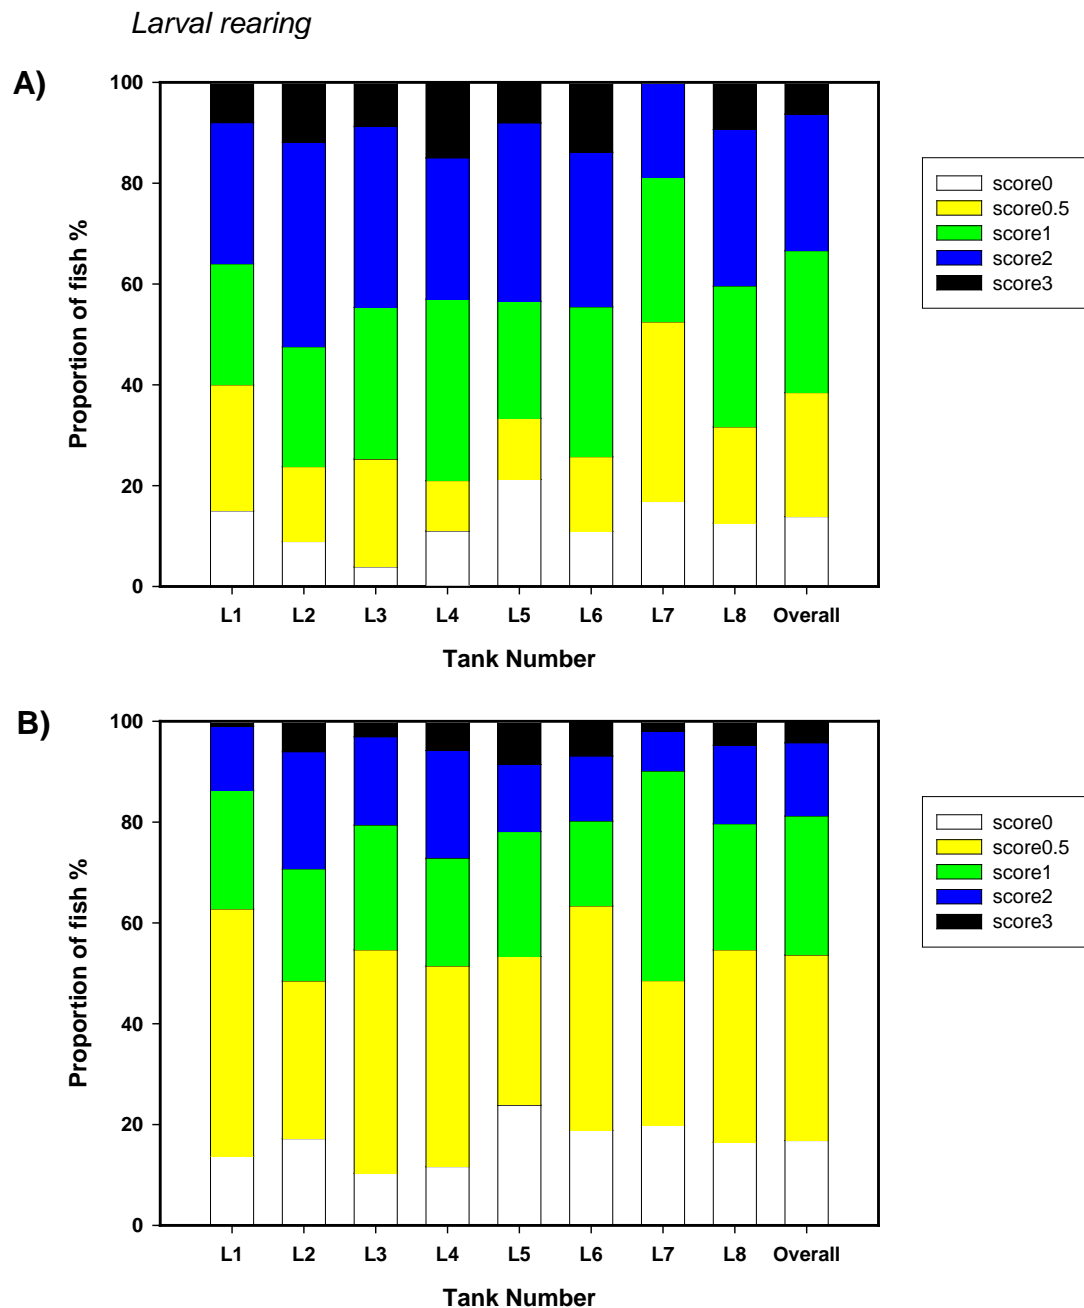 Larval rearing
A)
100
80
60
40
20
0
Proportion of fish %
L1 L2 L3 L4 L5 L6 L7 L8 Overall
Tank Number
score0
score0.5
score1
score2
score3
B)
100
80
60
40
20
0
Proportion of fish %
L1 L2 L3 L4 L5 L6 L7 L8 Overall
Tank Number
score0
score0.5
score1
score2
score3